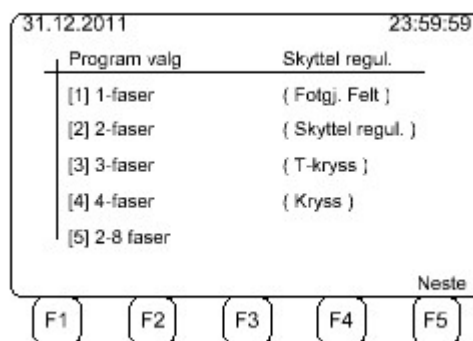 31.12.2011 23:59:59
Program valg Skyttel regul.
[1] 1-faser ( Fotgj. Felt )
[2] 2-faser ( Skyttel regul. )
[3] 3-faser ( T-kryss )
[4] 4-faser ( Kryss )
[5] 2-8 faser
Neste
F1 F2 F3 F4 F5